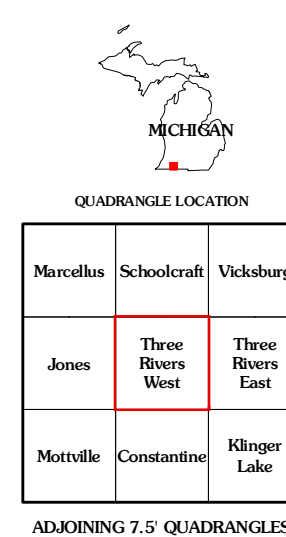 MICHIGAN
QUADRANGLE LOCATION
Marcellus Schoolcraft Vicksburg
Jones Three Rivers West Three Rivers East
Mottville Constantine Klinger Lake
ADJOINING 7.5' QUADRANGLES